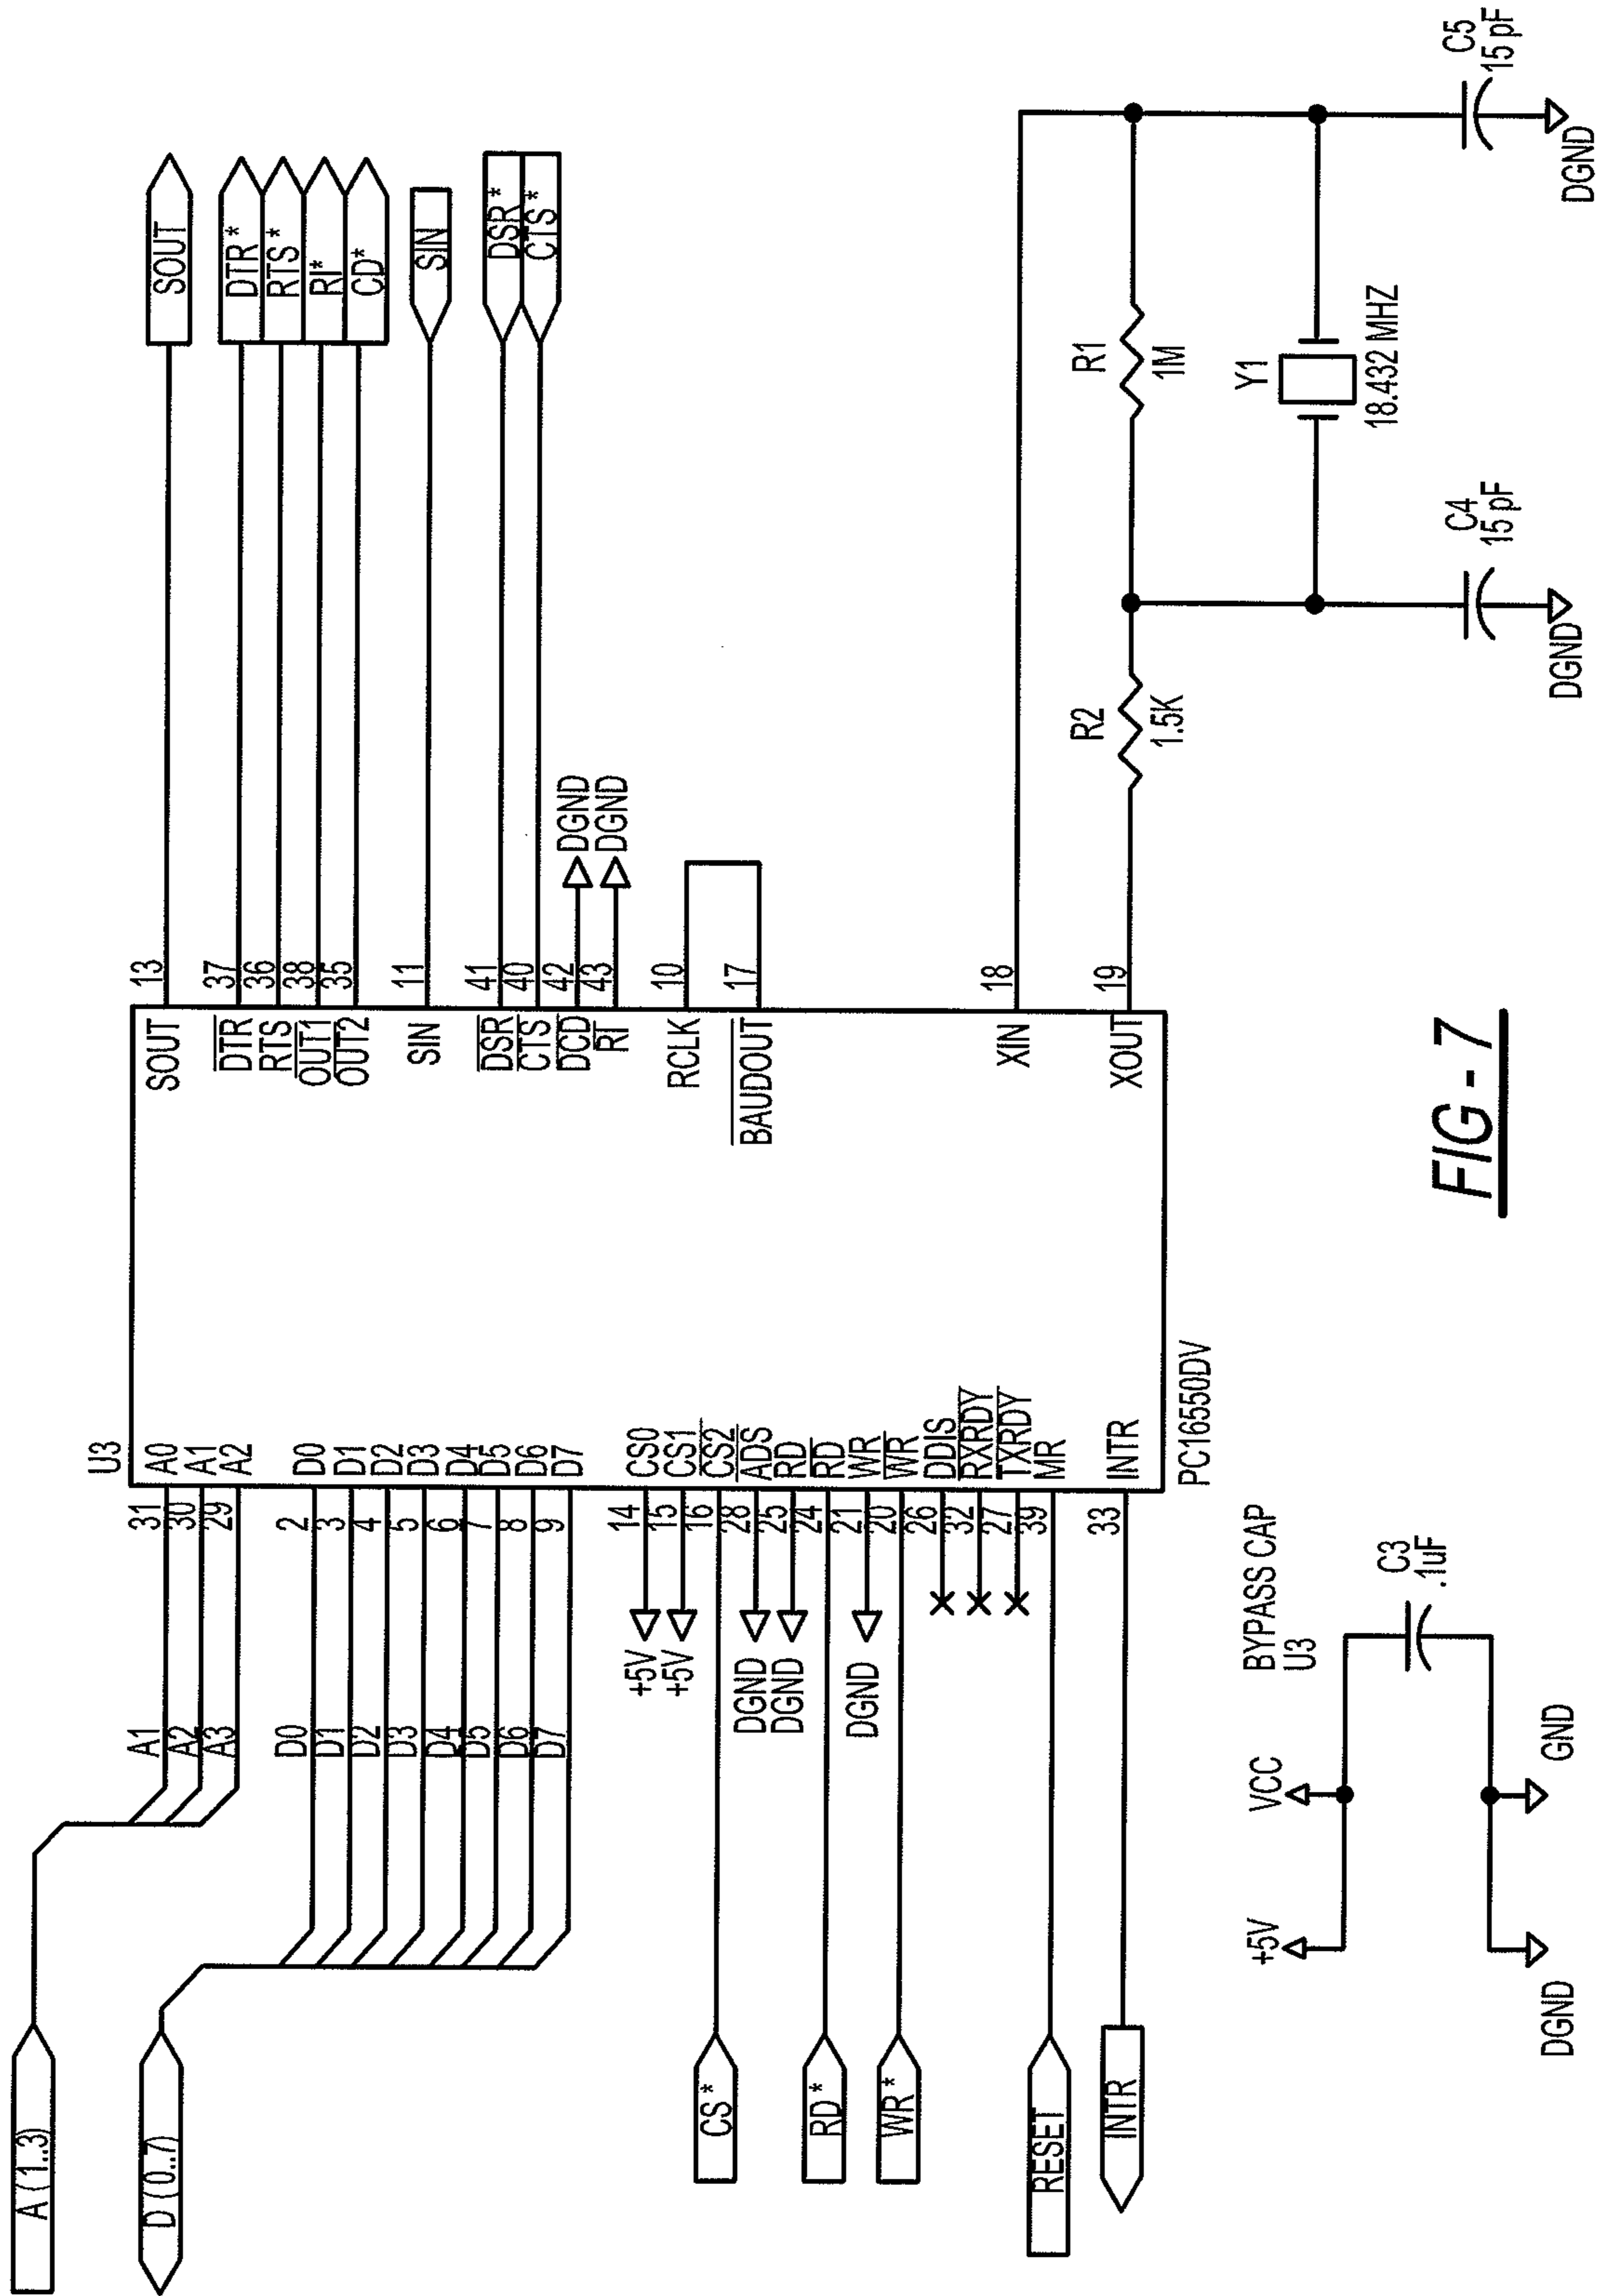 A (1..3)
D (0..7)
A1
A2
A3
D0
D1
D2
D3
D4
D5
D6
D7
CS*
RD*
WR*
RESET
INTR
+5V
+5V
DGND
DGND
DGND
31
30
29
2
3
4
5
6
7
8
9
14
15
16
28
25
24
21
20
26
32
27
39
33
U3
A0
A1
A2
D0
D1
D2
D3
D4
D5
D6
D7
CS0
CS1
CS2
ADS
RD
RD
WR
WR
DDIS
RXRDY
TXRDY
MR
INTR
PC16550DV
SOUT
DTR
RTS
OUT1
OUT2
SIN
DSR
CTS
DCD
RI
RCLK
BAUDOUT
XIN
XOUT
13
37
36
38
35
11
41
40
42
43
10
17
18
19
DGND
DGND
SOUT
DTR*
RTS*
RI*
CD*
SIN
DSR*
CTS*
R2
1.5K
R1
1M
Y1
18.432 MHZ
C4
15 pF
DGND
C5
15 pF
DGND
+5V
VCC
BYPASS CAP
U3
C3
.1uF
DGND
GND
FIG - 7